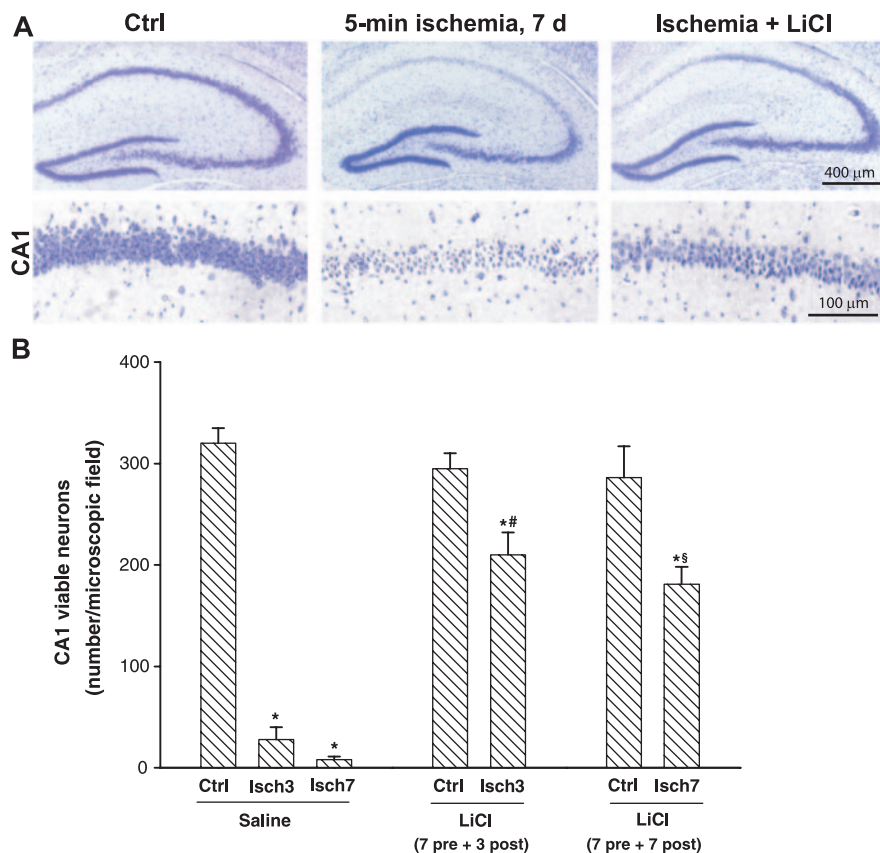 A
Ctrl
5-min ischemia, 7 d
Ischemia + LiCl
400 μm
CA1
100 μm
B
CA1 viable neurons
(number/microscopic field)
400
300
200
100
0
*
*
*#
*§
Ctrl Isch3 Isch7 Ctrl Isch3 Ctrl Isch7
Saline LiCl LiCl
(7 pre + 3 post) (7 pre + 7 post)